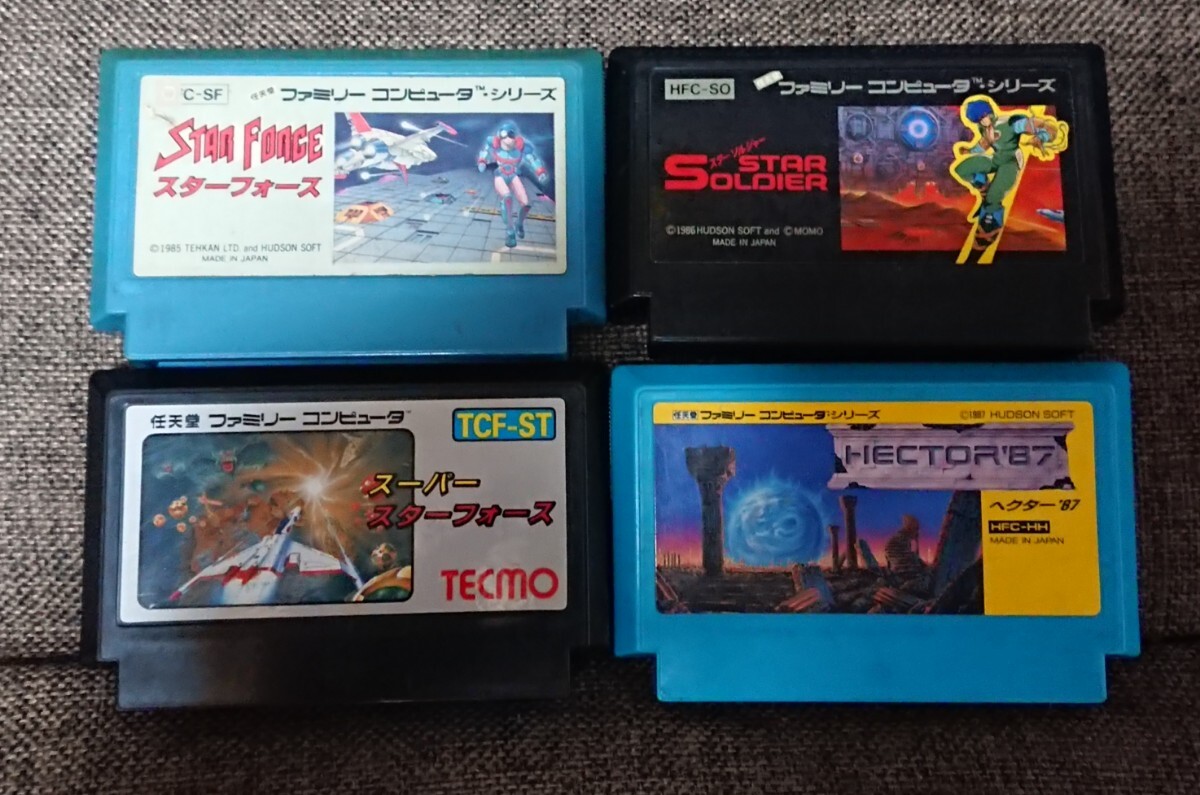 C-SF
任天堂 ファミリー コンピュータ™・シリーズ
STAR FORCE
スターフォース
©1985 TEHKAN LTD. and HUDSON SOFT
MADE IN JAPAN
HFC-SO
ファミリー コンピュータ™・シリーズ
スターソルジャー
STAR SOLDIER
©1986 HUDSON SOFT and ©MOMO
MADE IN JAPAN
任天堂 ファミリー コンピュータ™
TCF-ST
スーパー
スターフォース
TECMO
任天堂 ファミリー コンピュータ™シリーズ
©1987 HUDSON SOFT
HECTOR'87
ヘクター'87
HFC-HH
MADE IN JAPAN